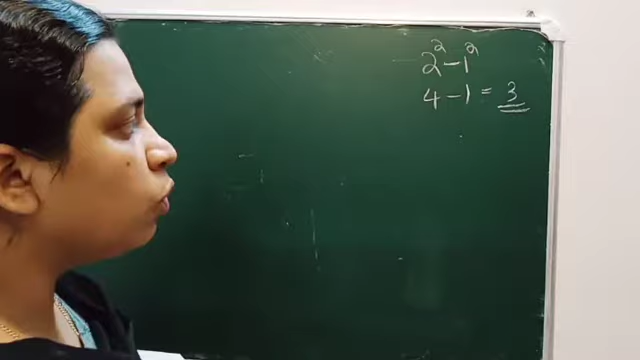 2² - 1²
4 - 1 = 3